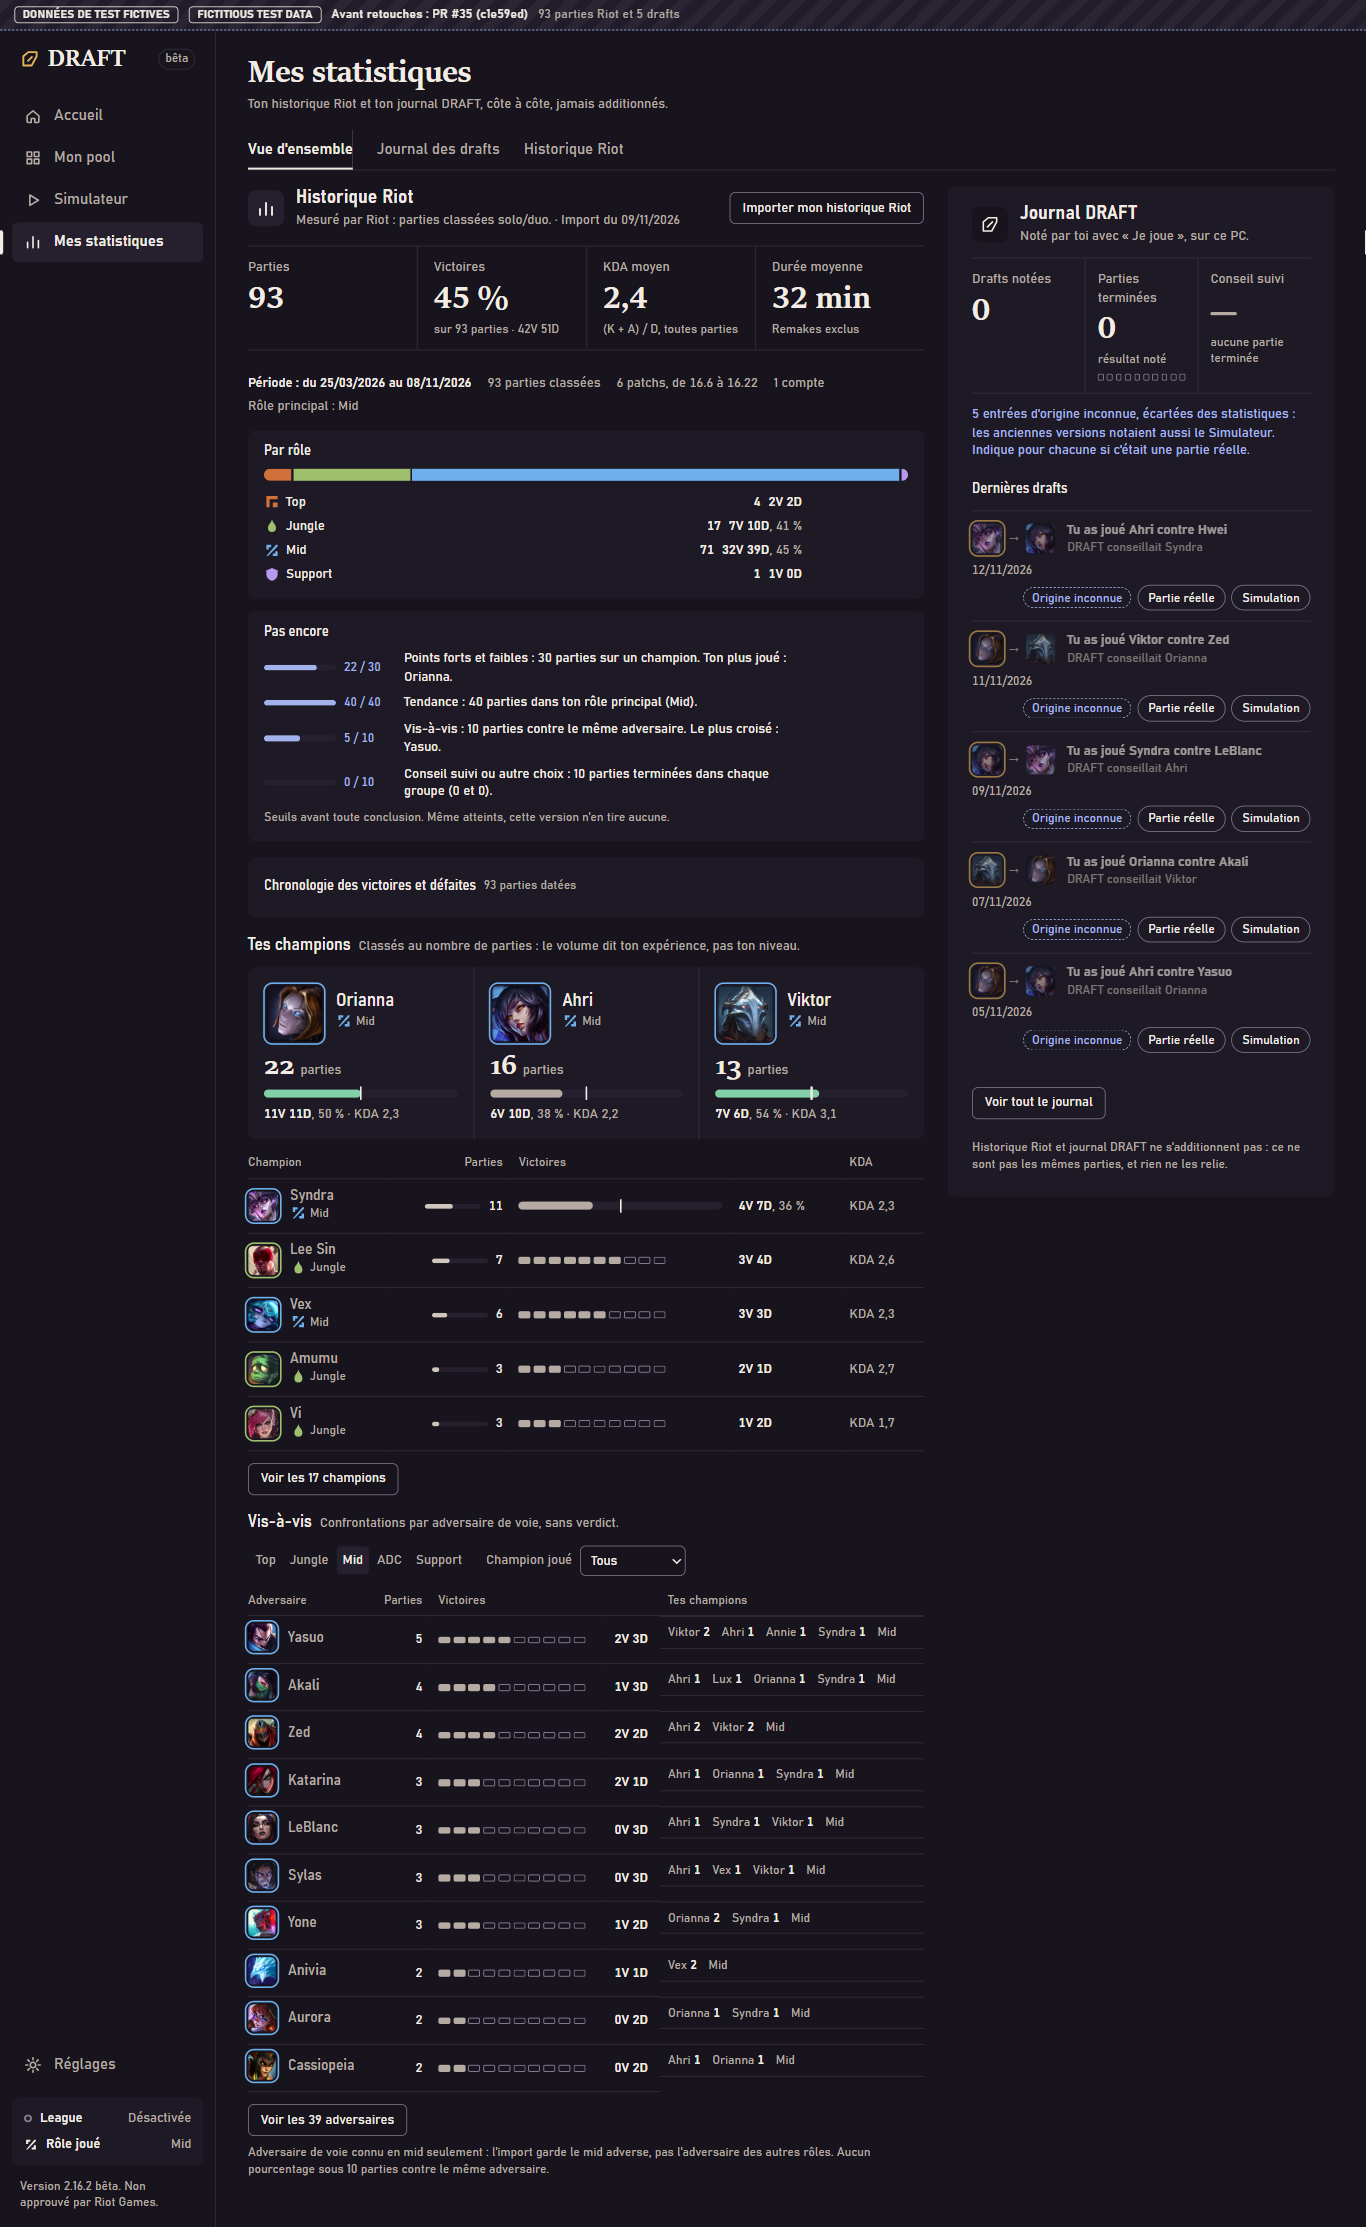 DONNÉES DE TEST FICTIVES FICTITIOUS TEST DATA Avant retouches : PR #35 (c1e59ed) 93 parties Riot et 5 drafts
DRAFT bêta
Accueil
Mon pool
Simulateur
Mes statistiques
Réglages
League Désactivée
Rôle joué Mid
Version 2.16.2 bêta. Non
approuvé par Riot Games.
Mes statistiques
Ton historique Riot et ton journal DRAFT, côte à côte, jamais additionnés.
Vue d'ensemble Journal des drafts Historique Riot
Historique Riot
Mesuré par Riot : parties classées solo/duo. · Import du 09/11/2026
Importer mon historique Riot
Parties
93
Victoires
45 %
sur 93 parties · 42V 51D
KDA moyen
2,4
(K + A) / D, toutes parties
Durée moyenne
32 min
Remakes exclus
Période : du 25/03/2026 au 08/11/2026 93 parties classées 6 patchs, de 16.6 à 16.22 1 compte
Rôle principal : Mid
Par rôle
Top 4 2V 2D
Jungle 17 7V 10D, 41 %
Mid 71 32V 39D, 45 %
Support 1 1V 0D
Pas encore
22 / 30 Points forts et faibles : 30 parties sur un champion. Ton plus joué :
Orianna.
40 / 40 Tendance : 40 parties dans ton rôle principal (Mid).
5 / 10 Vis-à-vis : 10 parties contre le même adversaire. Le plus croisé :
Yasuo.
0 / 10 Conseil suivi ou autre choix : 10 parties terminées dans chaque
groupe (0 et 0).
Seuils avant toute conclusion. Même atteints, cette version n'en tire aucune.
Chronologie des victoires et défaites 93 parties datées
Tes champions Classés au nombre de parties : le volume dit ton expérience, pas ton niveau.
Orianna
Mid
22 parties
11V 11D, 50 % · KDA 2,3
Ahri
Mid
16 parties
6V 10D, 38 % · KDA 2,2
Viktor
Mid
13 parties
7V 6D, 54 % · KDA 3,1
Champion Parties Victoires KDA
Syndra
Mid
11 4V 7D, 36 % KDA 2,3
Lee Sin
Jungle
7 3V 4D KDA 2,6
Vex
Mid
6 3V 3D KDA 2,3
Amumu
Jungle
3 2V 1D KDA 2,7
Vi
Jungle
3 1V 2D KDA 1,7
Voir les 17 champions
Vis-à-vis Confrontations par adversaire de voie, sans verdict.
Top Jungle Mid ADC Support Champion joué Tous
Adversaire Parties Victoires Tes champions
Yasuo 5 2V 3D Viktor 2 Ahri 1 Annie 1 Syndra 1 Mid
Akali 4 1V 3D Ahri 1 Lux 1 Orianna 1 Syndra 1 Mid
Zed 4 2V 2D Ahri 2 Viktor 2 Mid
Katarina 3 2V 1D Ahri 1 Orianna 1 Syndra 1 Mid
LeBlanc 3 0V 3D Ahri 1 Syndra 1 Viktor 1 Mid
Sylas 3 0V 3D Ahri 1 Vex 1 Viktor 1 Mid
Yone 3 1V 2D Orianna 2 Syndra 1 Mid
Anivia 2 1V 1D Vex 2 Mid
Aurora 2 0V 2D Orianna 1 Syndra 1 Mid
Cassiopeia 2 0V 2D Ahri 1 Orianna 1 Mid
Voir les 39 adversaires
Adversaire de voie connu en mid seulement : l'import garde le mid adverse, pas l'adversaire des autres rôles. Aucun
pourcentage sous 10 parties contre le même adversaire.
Journal DRAFT
Noté par toi avec « Je joue », sur ce PC.
Drafts notées
0
Parties
terminées
0
résultat noté
Conseil suivi
—
aucune partie
terminée
5 entrées d'origine inconnue, écartées des statistiques :
les anciennes versions notaient aussi le Simulateur.
Indique pour chacune si c'était une partie réelle.
Dernières drafts
→ Tu as joué Ahri contre Hwei
DRAFT conseillait Syndra
12/11/2026
Origine inconnue Partie réelle Simulation
→ Tu as joué Viktor contre Zed
DRAFT conseillait Orianna
11/11/2026
Origine inconnue Partie réelle Simulation
→ Tu as joué Syndra contre LeBlanc
DRAFT conseillait Ahri
09/11/2026
Origine inconnue Partie réelle Simulation
→ Tu as joué Orianna contre Akali
DRAFT conseillait Viktor
07/11/2026
Origine inconnue Partie réelle Simulation
→ Tu as joué Ahri contre Yasuo
DRAFT conseillait Orianna
05/11/2026
Origine inconnue Partie réelle Simulation
Voir tout le journal
Historique Riot et journal DRAFT ne s'additionnent pas : ce ne
sont pas les mêmes parties, et rien ne les relie.